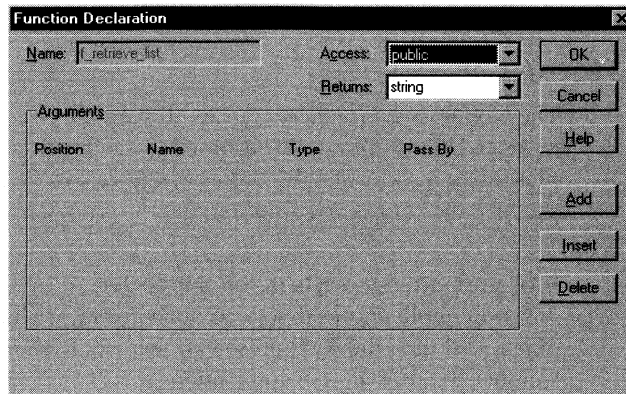 Function Declaration
Name: f_retrieve_list
Access: public
Returns: string
OK
Cancel
Help
Arguments
Position Name Type Pass By
Add
Insert
Delete